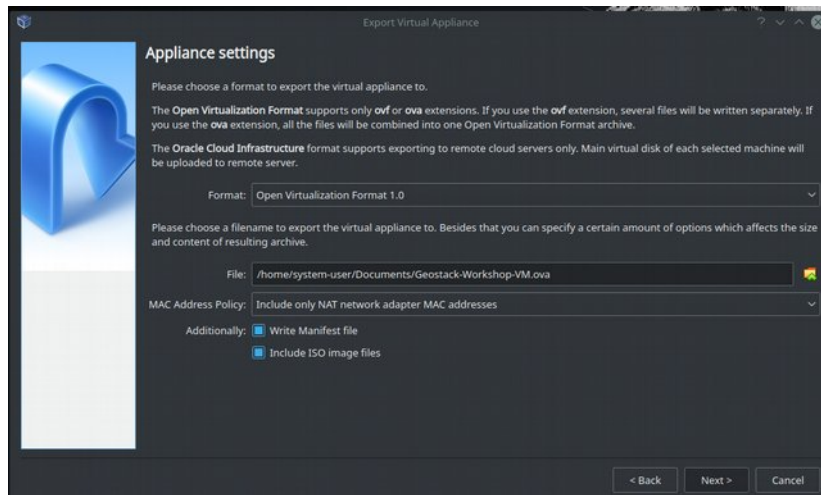 Export Virtual Appliance
Appliance settings
Please choose a format to export the virtual appliance to.
The Open Virtualization Format supports only ovf or ova extensions. If you use the ovf extension, several files will be written separately. If
you use the ova extension, all the files will be combined into one Open Virtualization Format archive.
The Oracle Cloud Infrastructure format supports exporting to remote cloud servers only. Main virtual disk of each selected machine will
be uploaded to remote server.
Format: Open Virtualization Format 1.0
Please choose a filename to export the virtual appliance to. Besides that you can specify a certain amount of options which affects the size
and content of resulting archive.
File: /home/system-user/Documents/Geostack-Workshop-VM.ova
MAC Address Policy: Include only NAT network adapter MAC addresses
Additionally: Write Manifest file
Include ISO image files
< Back Next > Cancel